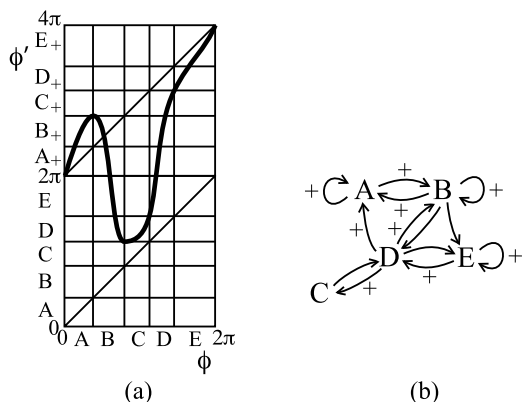 4π
E+
ϕ′
D+
C+
B+
A+
2π
E
D
C
B
A
0
0 A B C D E 2π
ϕ
(a)
+ A + B +
+
+ +
D + E +
+
C +
(b)